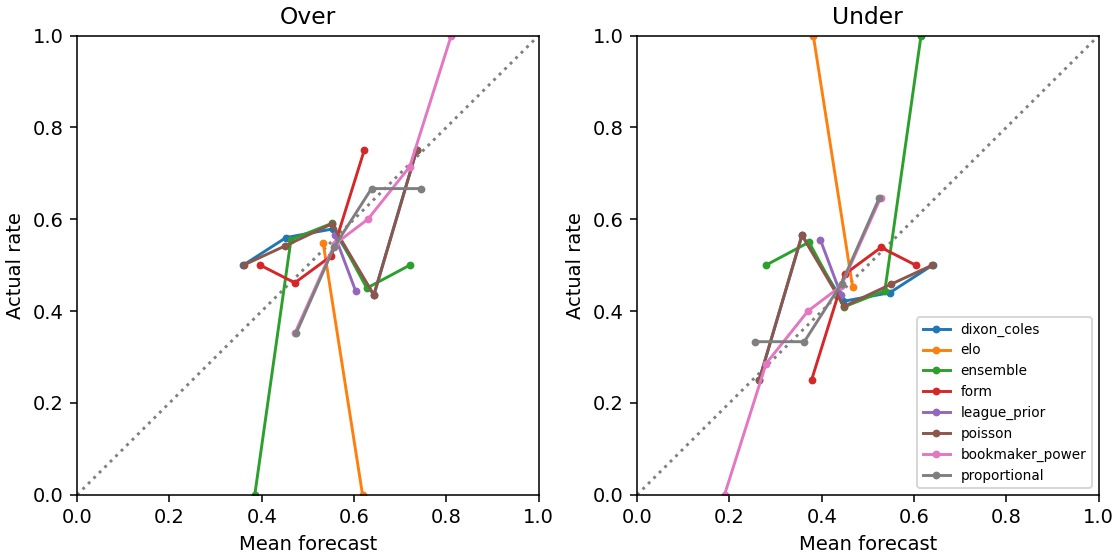 Over
Under
1.0
0.8
0.6
0.4
0.2
0.0
Actual rate
0.0 0.2 0.4 0.6 0.8 1.0
Mean forecast
1.0
0.8
0.6
0.4
0.2
0.0
Actual rate
0.0 0.2 0.4 0.6 0.8 1.0
Mean forecast
dixon_coles
elo
ensemble
form
league_prior
poisson
bookmaker_power
proportional